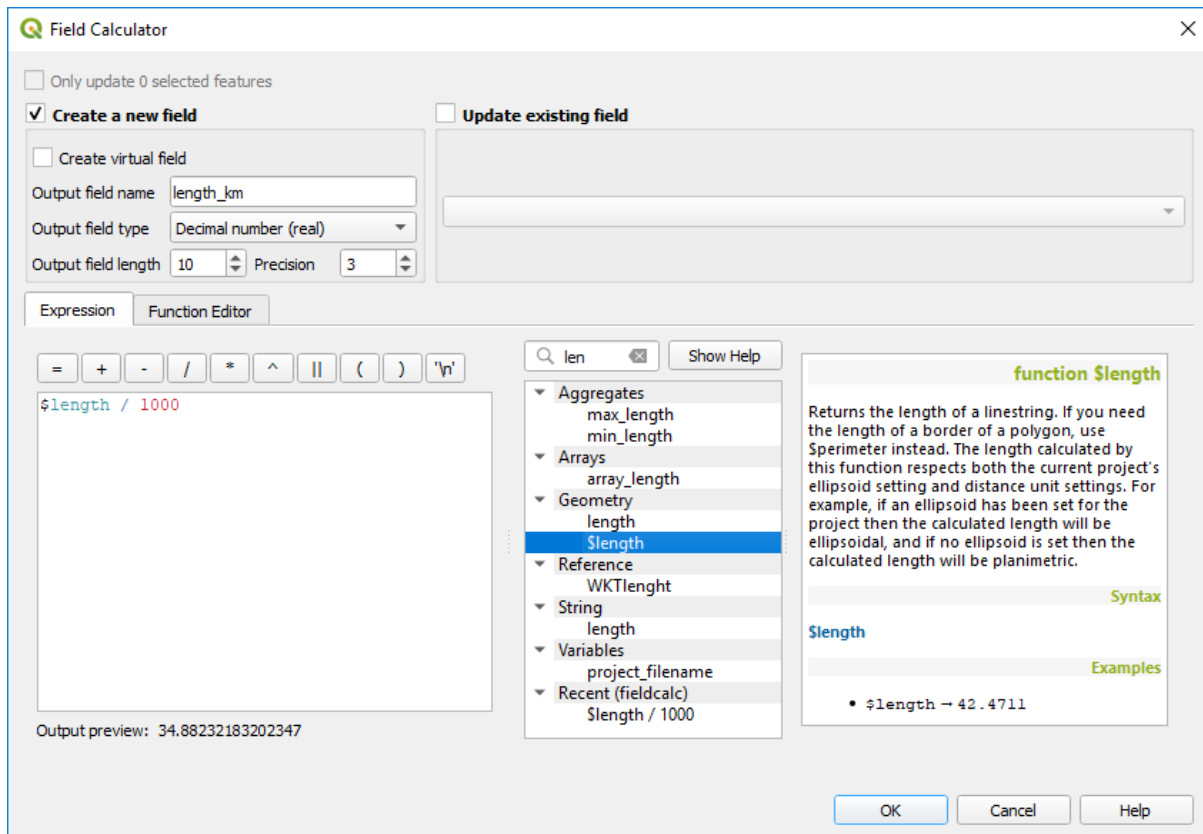 Field Calculator
Only update 0 selected features
Create a new field
Update existing field
Create virtual field
Output field name length_km
Output field type Decimal number (real)
Output field length 10 Precision 3
Expression Function Editor
= + - / * ^ || ( ) '\n'
$length / 1000
Output preview: 34.88232183202347
len Show Help
Aggregates
max_length
min_length
Arrays
array_length
Geometry
length
$length
Reference
WKTlenght
String
length
Variables
project_filename
Recent (fieldcalc)
$length / 1000
function $length
Returns the length of a linestring. If you need
the length of a border of a polygon, use
$perimeter instead. The length calculated by
this function respects both the current project's
ellipsoid setting and distance unit settings. For
example, if an ellipsoid has been set for the
project then the calculated length will be
ellipsoidal, and if no ellipsoid is set then the
calculated length will be planimetric.
Syntax
$length
Examples
• $length → 42.4711
OK Cancel Help